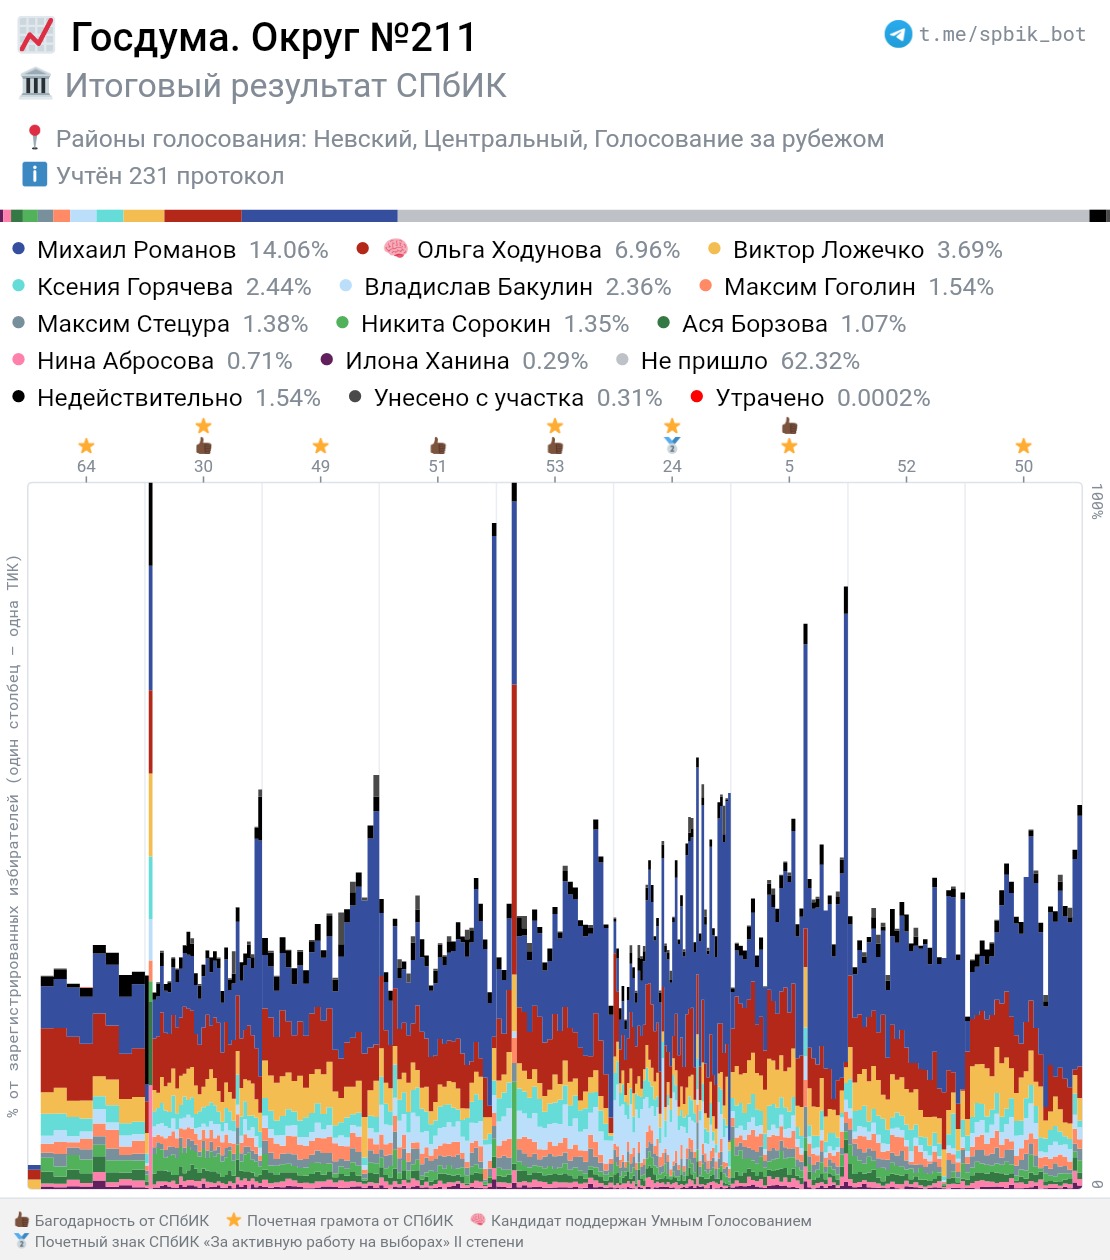 Госдума. Округ №211
t.me/spbik_bot
Итоговый результат СПбИК
Районы голосования: Невский, Центральный, Голосование за рубежом
Учтён 231 протокол
Михаил Романов 14.06% Ольга Ходунова 6.96% Виктор Ложечко 3.69%
Ксения Горячева 2.44% Владислав Бакулин 2.36% Максим Гоголин 1.54%
Максим Стецура 1.38% Никита Сорокин 1.35% Ася Борзова 1.07%
Нина Абросова 0.71% Илона Ханина 0.29% Не пришло 62.32%
Недействительно 1.54% Унесено с участка 0.31% Утрачено 0.0002%
64 30 49 51 53 24 5 52 50
100%
% от зарегистрированных избирателей (один столбец — одна ТИК)
0
Багодарность от СПбИК Почетная грамота от СПбИК Кандидат поддержан Умным Голосованием
Почетный знак СПбИК «За активную работу на выборах» II степени